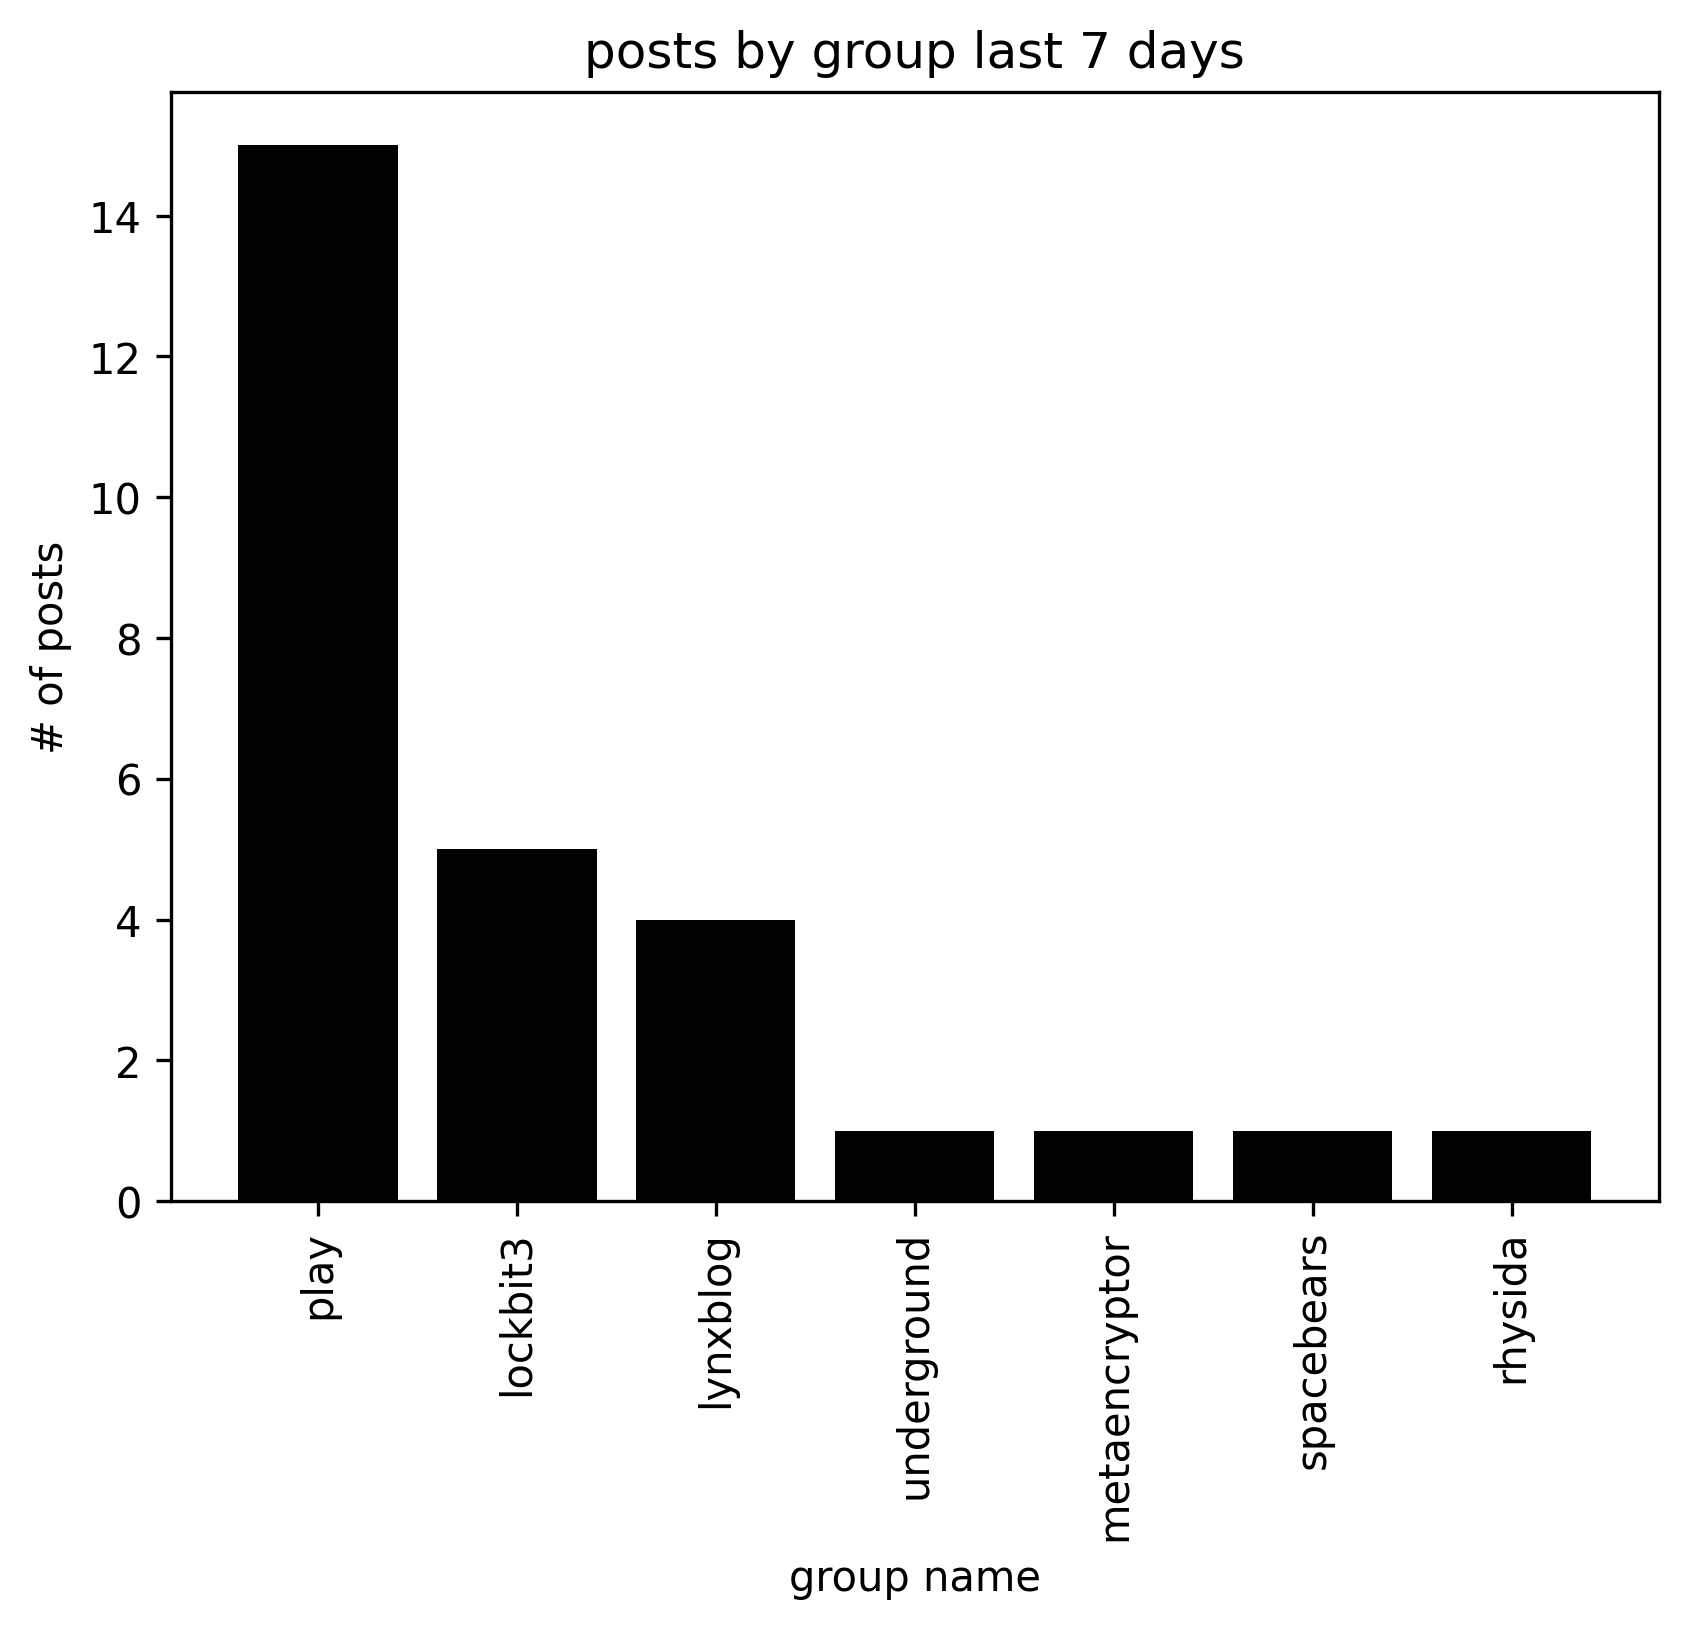 posts by group last 7 days
# of posts
14
12
10
8
6
4
2
0
play
lockbit3
lynxblog
underground
metaencryptor
spacebears
rhysida
group name